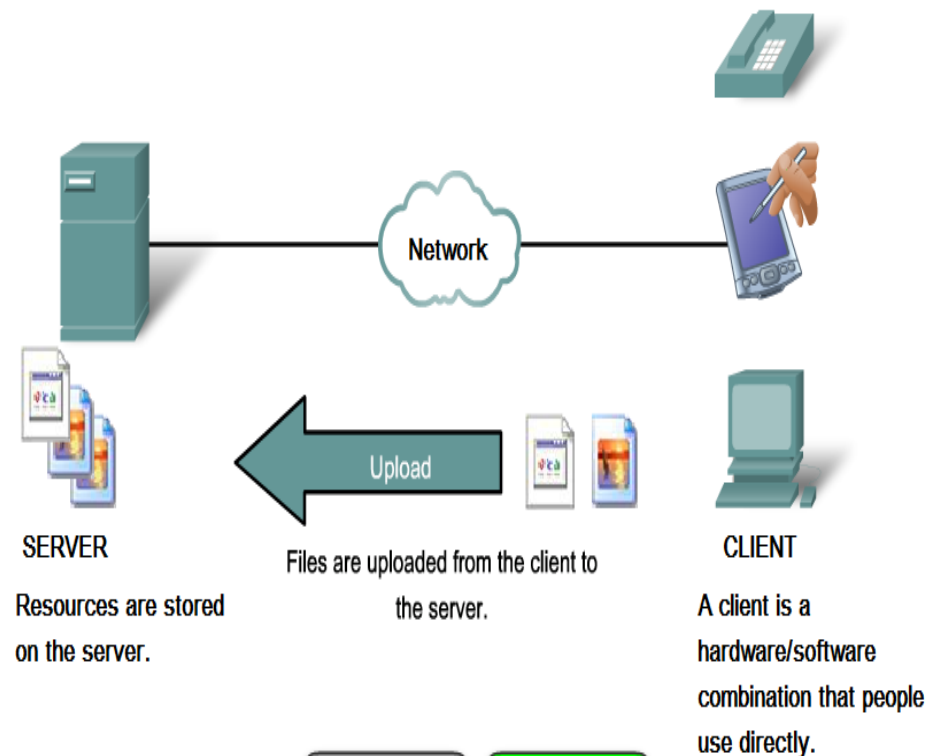 Network
Upload
SERVER
Resources are stored
on the server.
Files are uploaded from the client to
the server.
CLIENT
A client is a
hardware/software
combination that people
use directly.